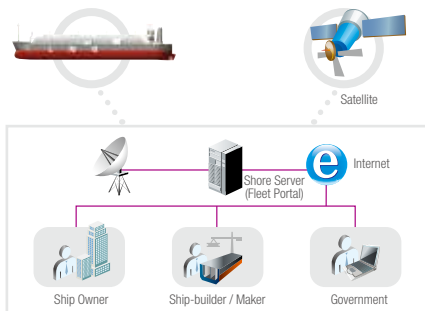 Satellite
Internet
Shore Server
(Fleet Portal)
Ship Owner
Ship-builder / Maker
Government